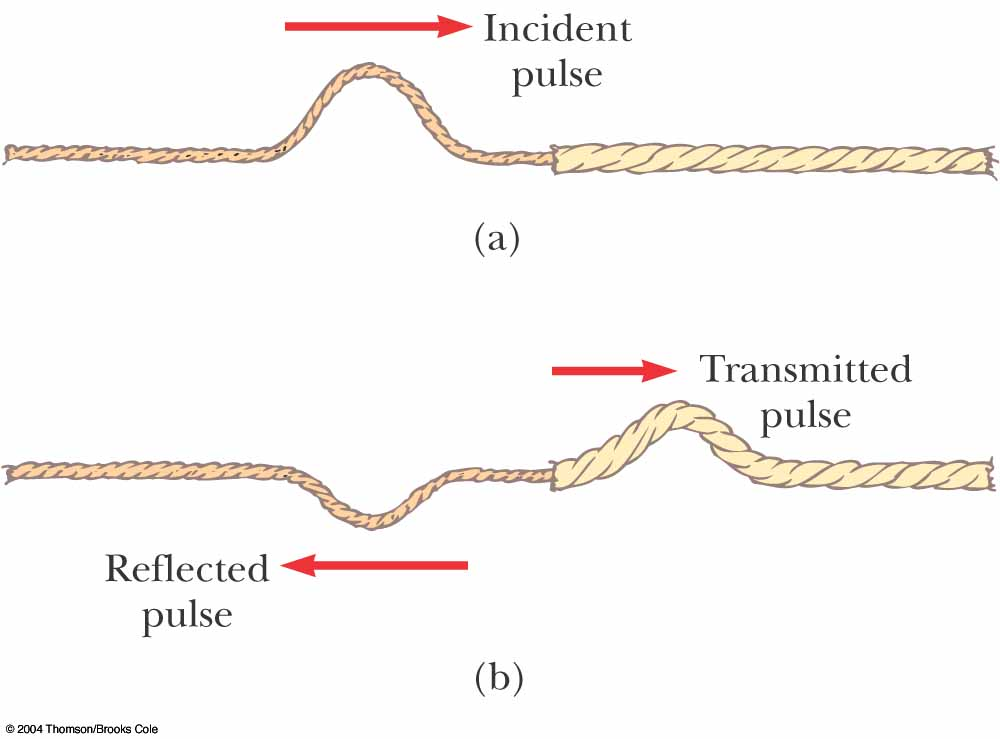 Incident
pulse
(a)
Transmitted
pulse
Reflected
pulse
(b)
© 2004 Thomson/Brooks Cole